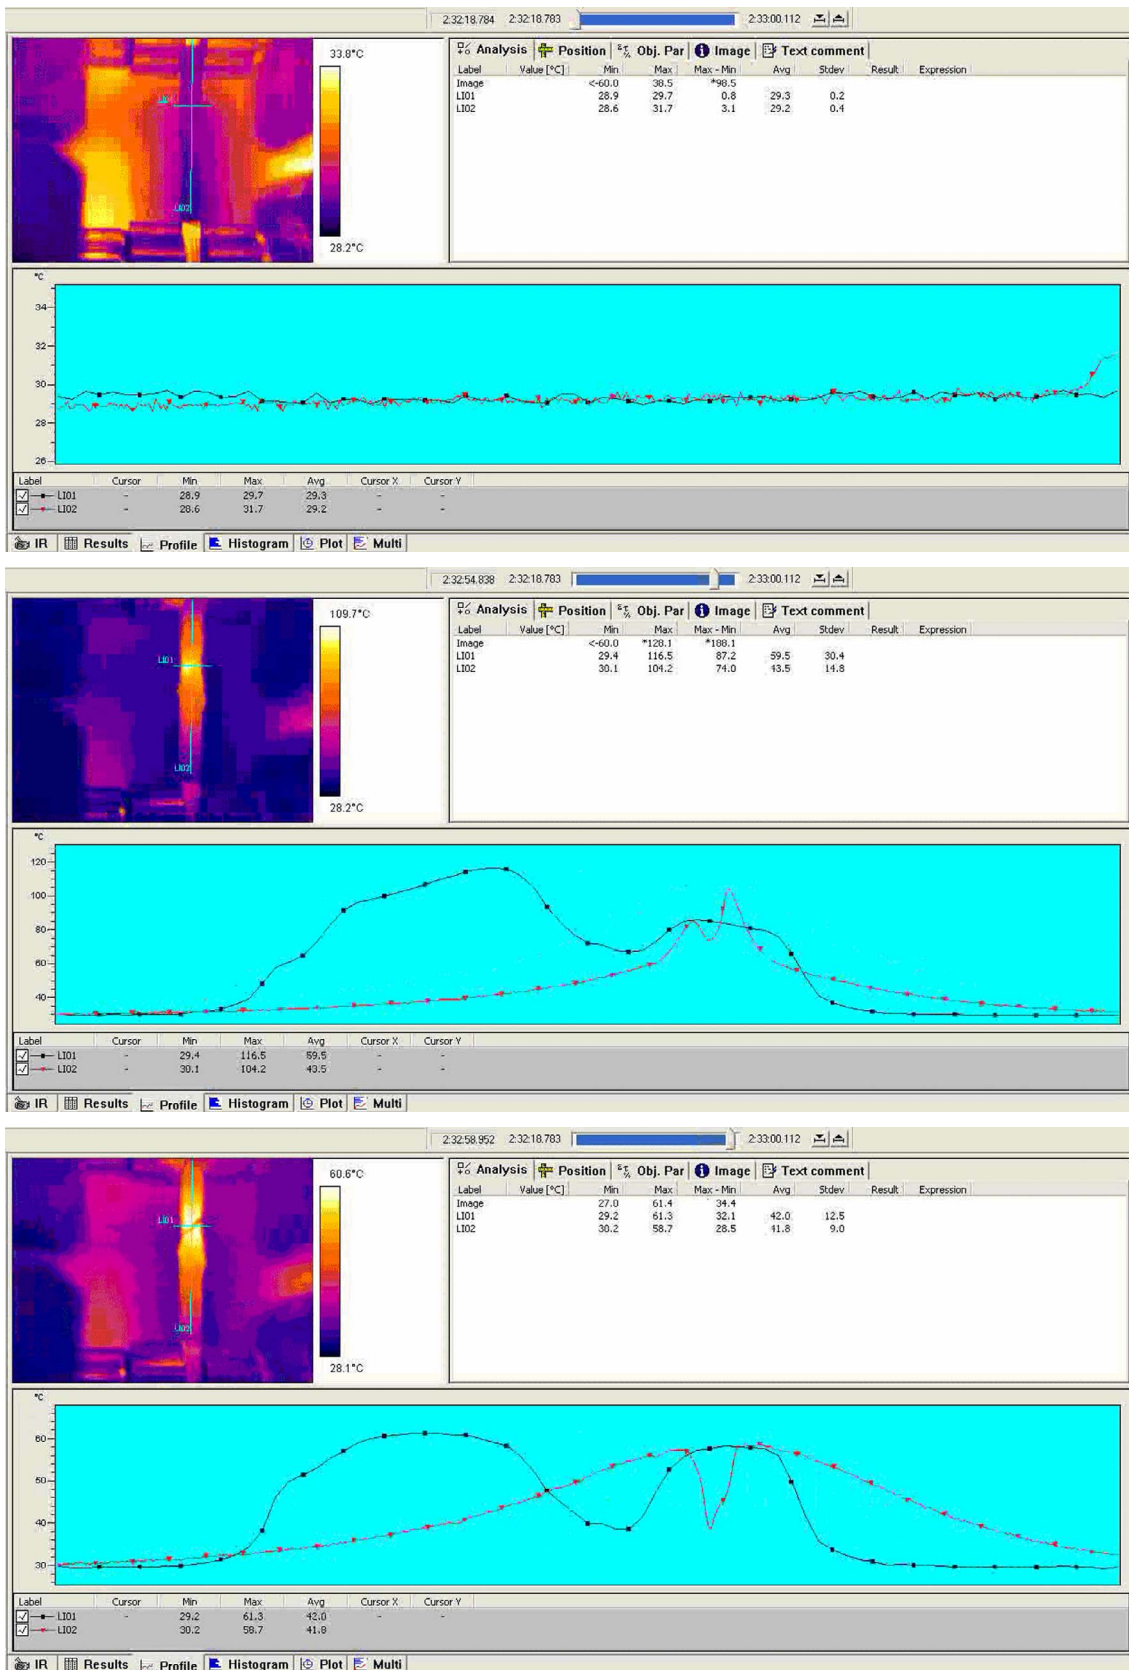 2:32:18.784 2:32:18.783 2:33:00.112
33.8°C
28.2°C
LI01
LI02
Analysis Position Obj. Par Image Text comment
Label Value [°C] Min Max Max - Min Avg Stdev Result Expression
Image <-60.0 38.5 *98.5
LI01 28.9 29.7 0.8 29.3 0.2
LI02 28.6 31.7 3.1 29.2 0.4
°C
34
32
30
28
26
Label Cursor Min Max Avg Cursor X Cursor Y
LI01 - 28.9 29.7 29.3 - -
LI02 - 28.6 31.7 29.2 - -
IR Results Profile Histogram Plot Multi
2:32:54.838 2:32:18.783 2:33:00.112
109.7°C
28.2°C
LI01
LI02
Analysis Position Obj. Par Image Text comment
Label Value [°C] Min Max Max - Min Avg Stdev Result Expression
Image <-60.0 *128.1 *188.1
LI01 29.4 116.5 87.2 59.5 30.4
LI02 30.1 104.2 74.0 43.5 14.8
°C
120
100
80
60
40
Label Cursor Min Max Avg Cursor X Cursor Y
LI01 - 29.4 116.5 59.5 - -
LI02 - 30.1 104.2 43.5 - -
IR Results Profile Histogram Plot Multi
2:32:58.952 2:32:18.783 2:33:00.112
60.6°C
28.1°C
LI01
LI02
Analysis Position Obj. Par Image Text comment
Label Value [°C] Min Max Max - Min Avg Stdev Result Expression
Image 27.0 61.4 34.4
LI01 29.2 61.3 32.1 42.0 12.5
LI02 30.2 58.7 28.5 41.8 9.0
°C
60
50
40
30
Label Cursor Min Max Avg Cursor X Cursor Y
LI01 - 29.2 61.3 42.0 - -
LI02 - 30.2 58.7 41.8 - -
IR Results Profile Histogram Plot Multi